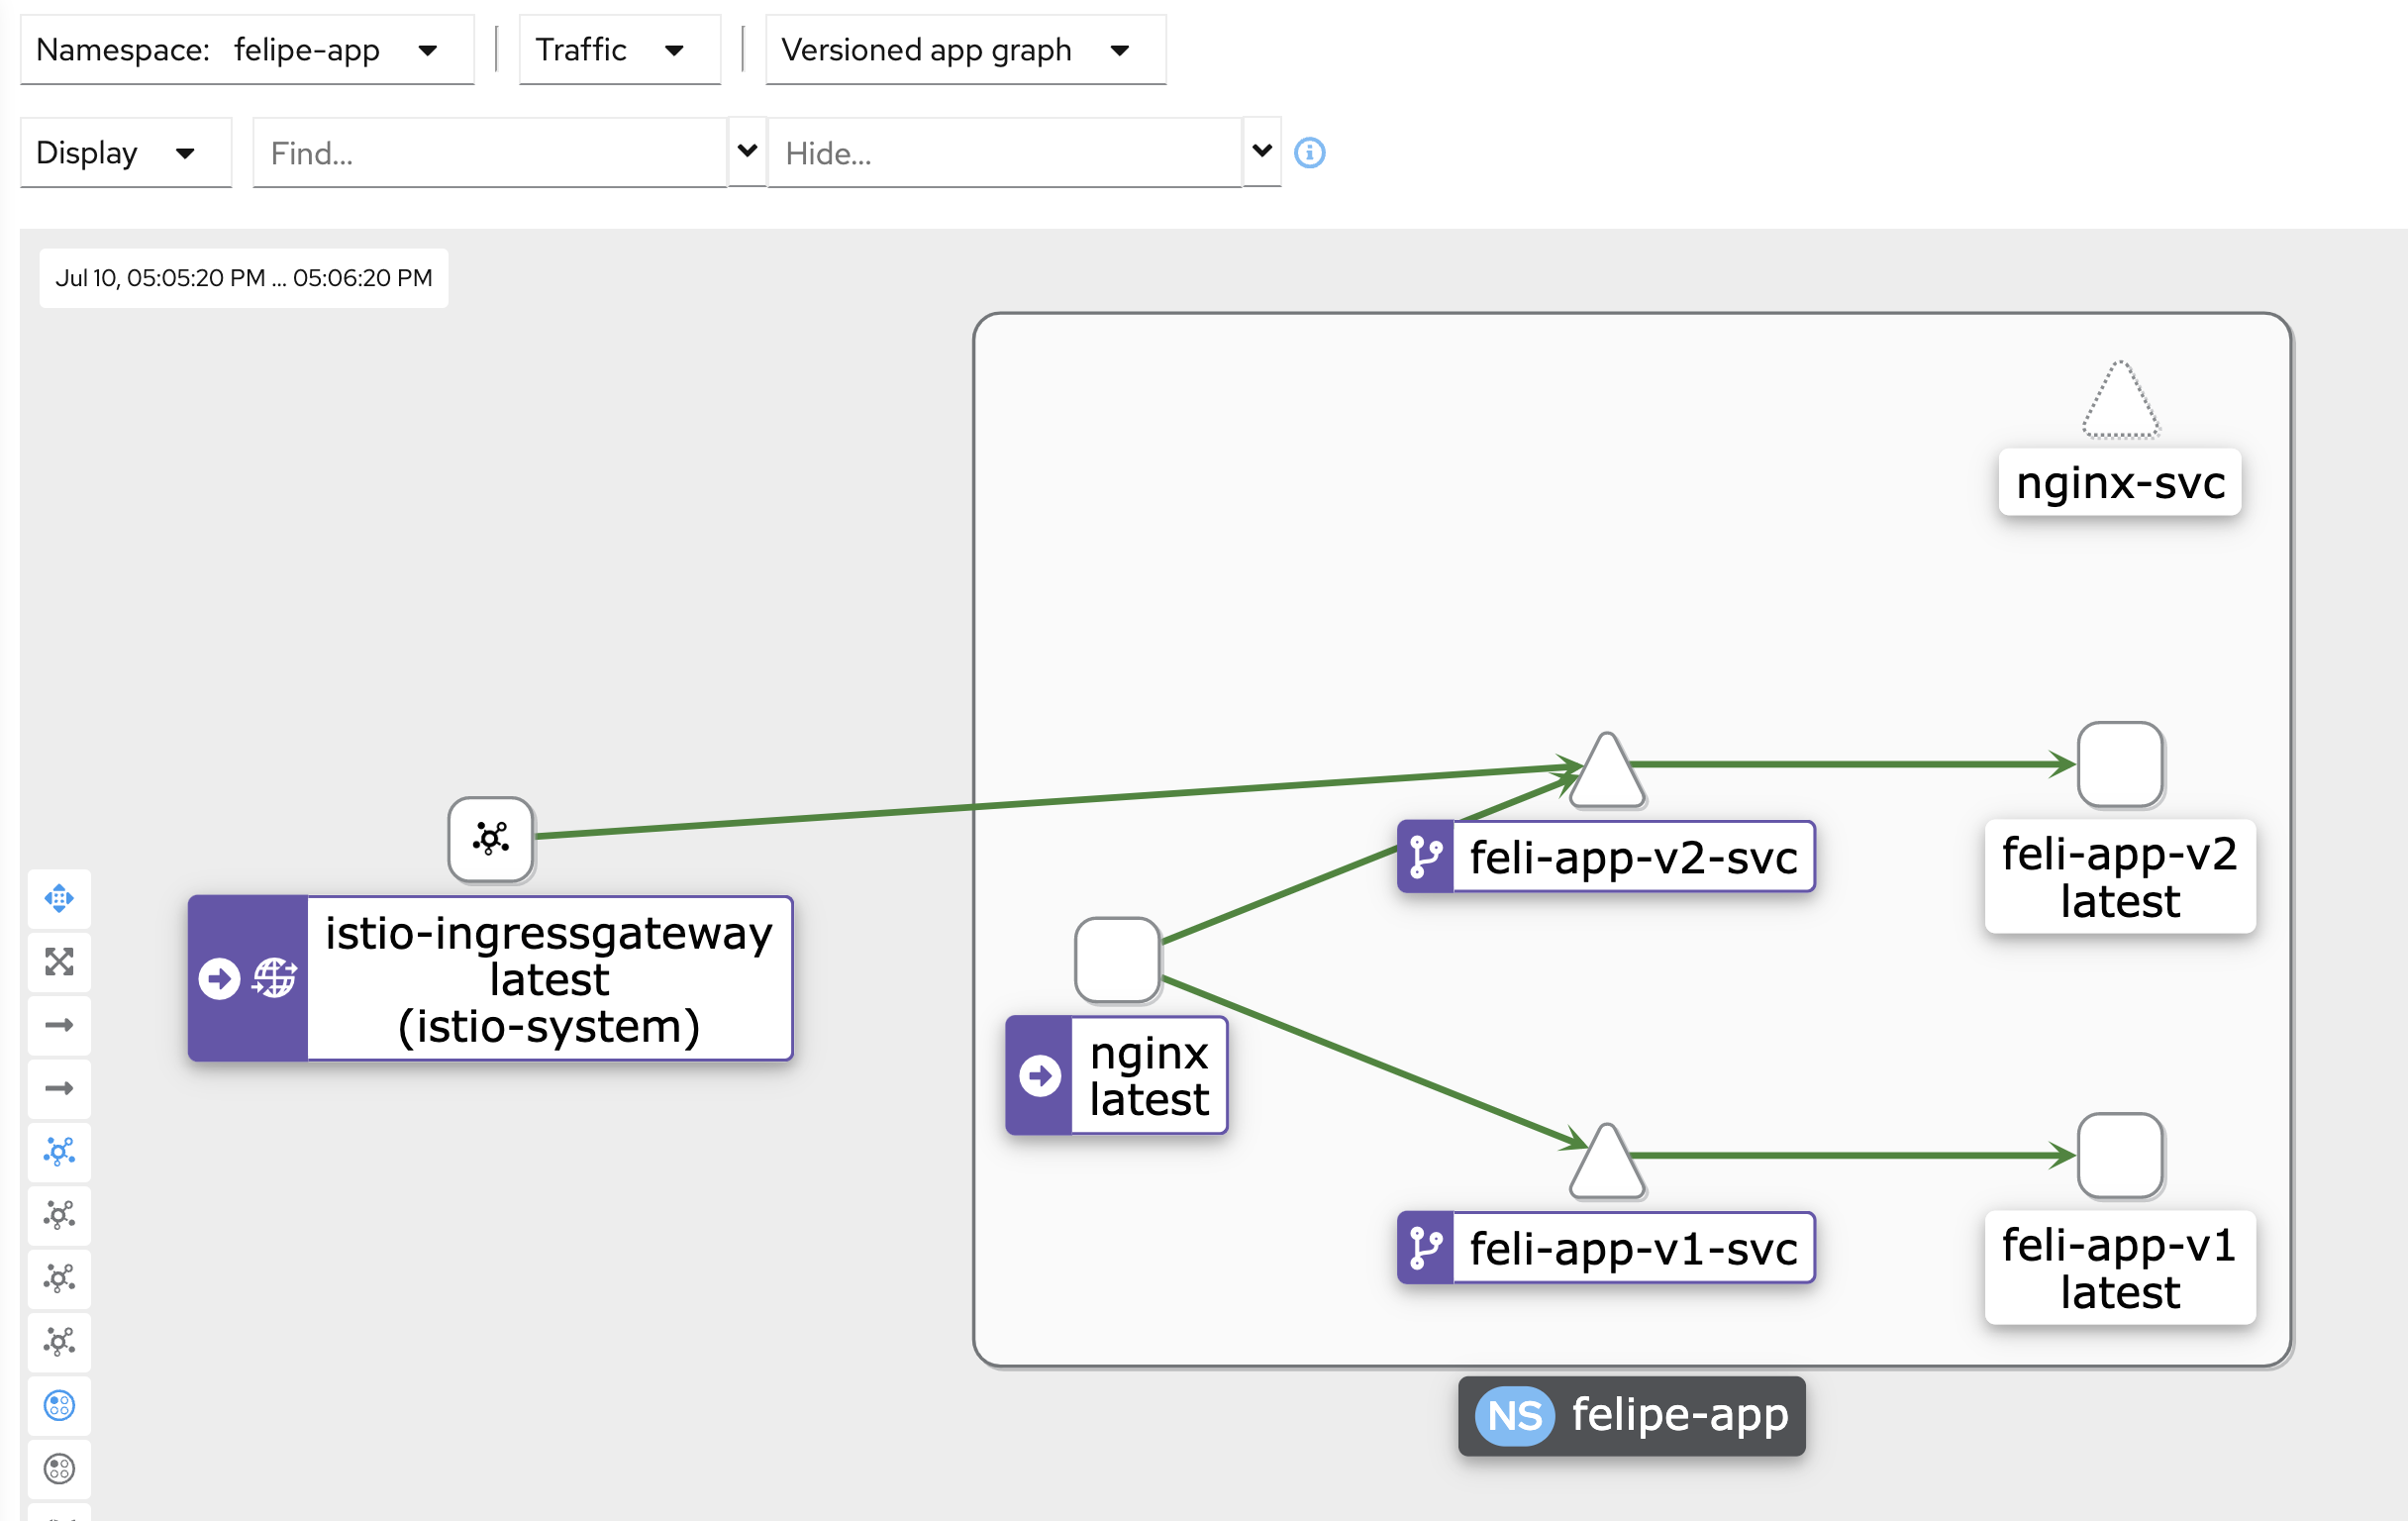 Namespace: felipe-app
Traffic
Versioned app graph
Display
Find...
Hide...
Jul 10, 05:05:20 PM ... 05:06:20 PM
nginx-svc
feli-app-v2-svc
feli-app-v2
latest
istio-ingressgateway
latest
(istio-system)
nginx
latest
feli-app-v1-svc
feli-app-v1
latest
NS felipe-app